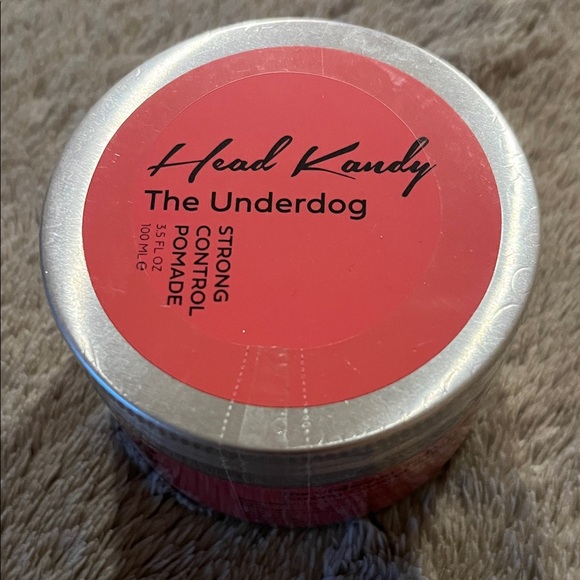 Head Kandy
The Underdog
STRONG
CONTROL
POMADE
3.5 FL OZ
100 ML ℮